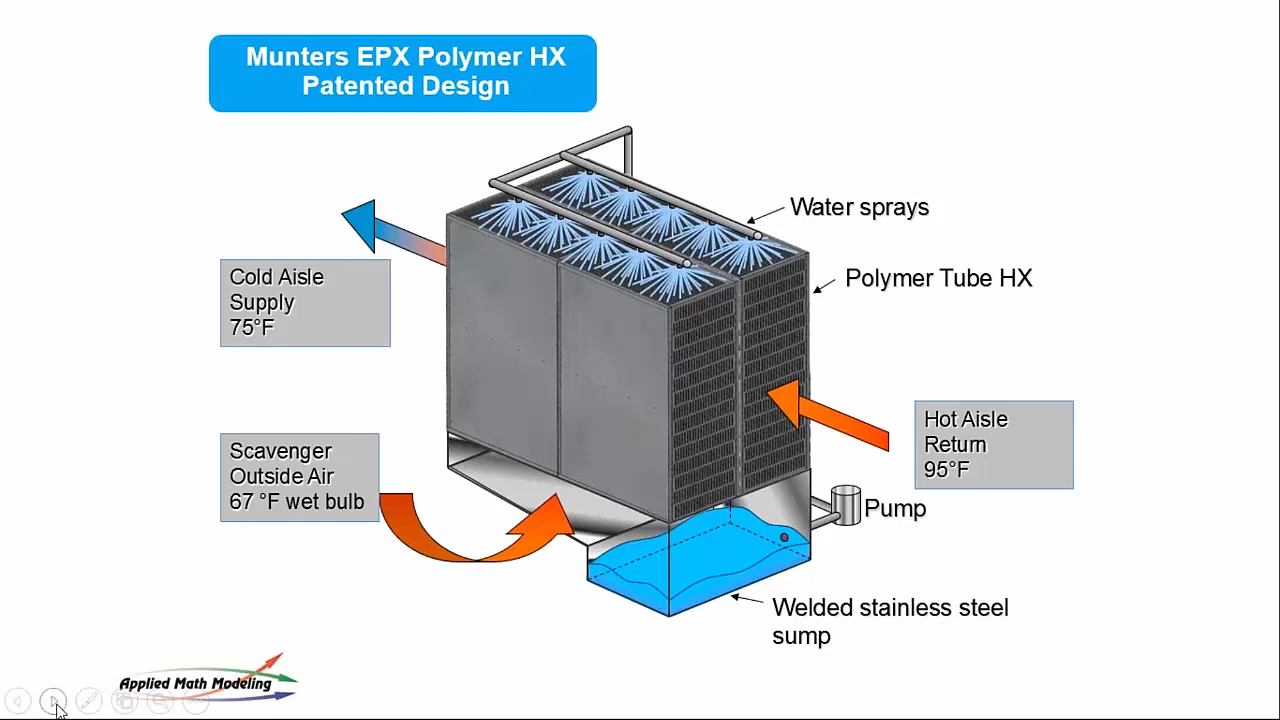 Munters EPX Polymer HX
Patented Design
Water sprays
Cold Aisle
Supply
75°F
Polymer Tube HX
Hot Aisle
Return
95°F
Scavenger
Outside Air
67 °F wet bulb
Pump
Welded stainless steel
sump
Applied Math Modeling